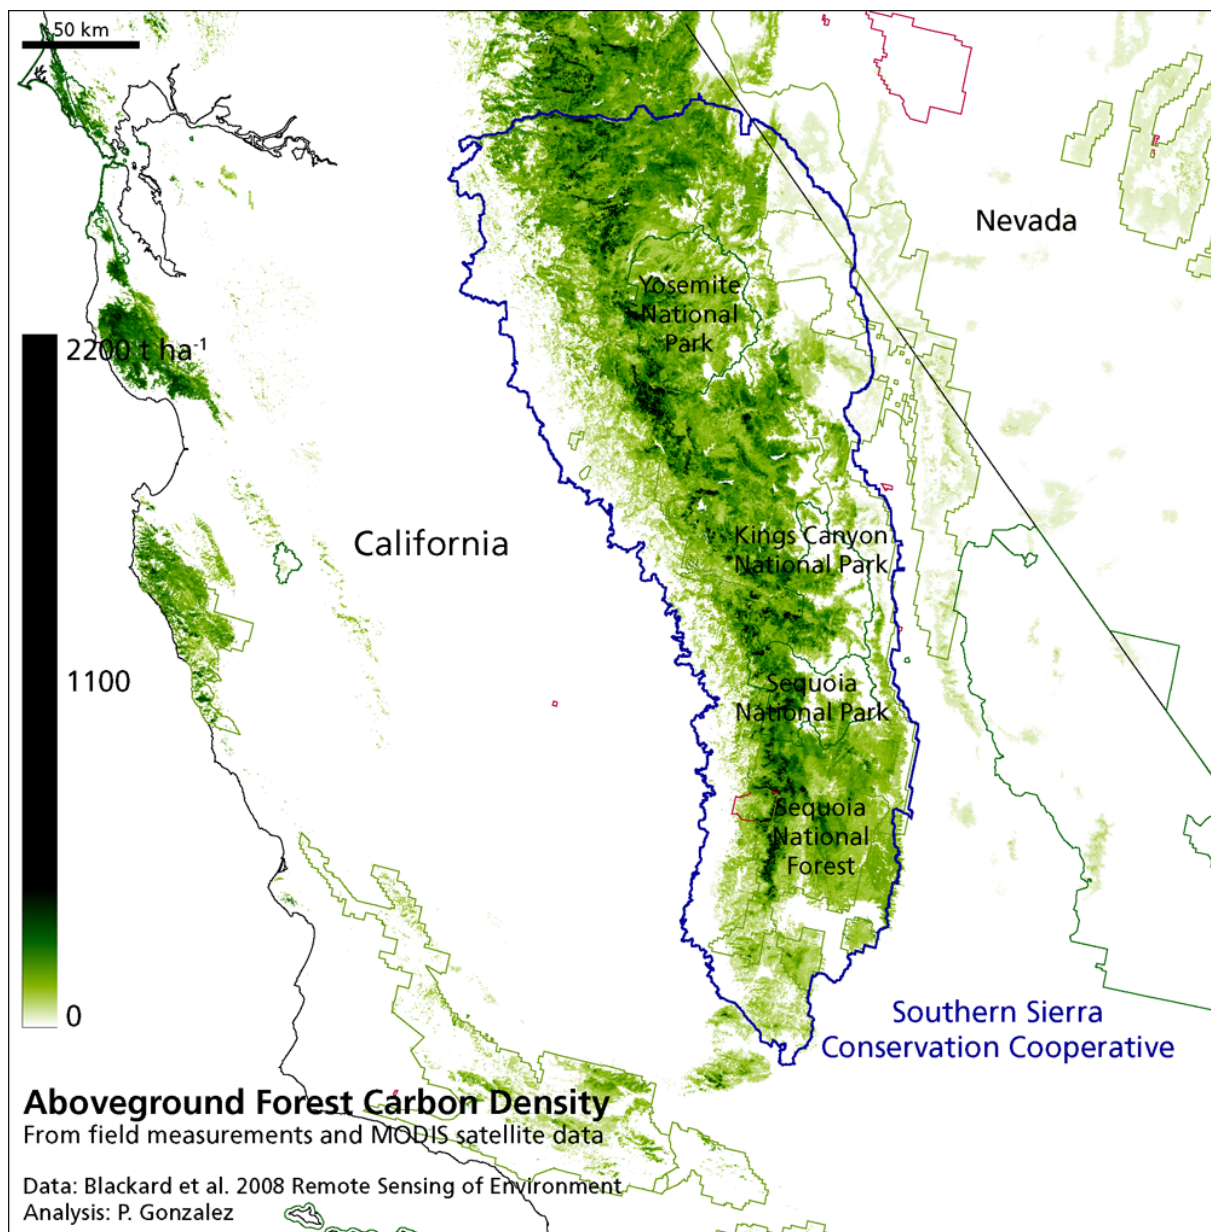 50 km
Nevada
Yosemite
National
Park
2200 t ha⁻¹
California
Kings Canyon
National Park
1100
Sequoia
National Park
Sequoia
National
Forest
0
Southern Sierra
Conservation Cooperative
Aboveground Forest Carbon Density
From field measurements and MODIS satellite data
Data: Blackard et al. 2008 Remote Sensing of Environment
Analysis: P. Gonzalez